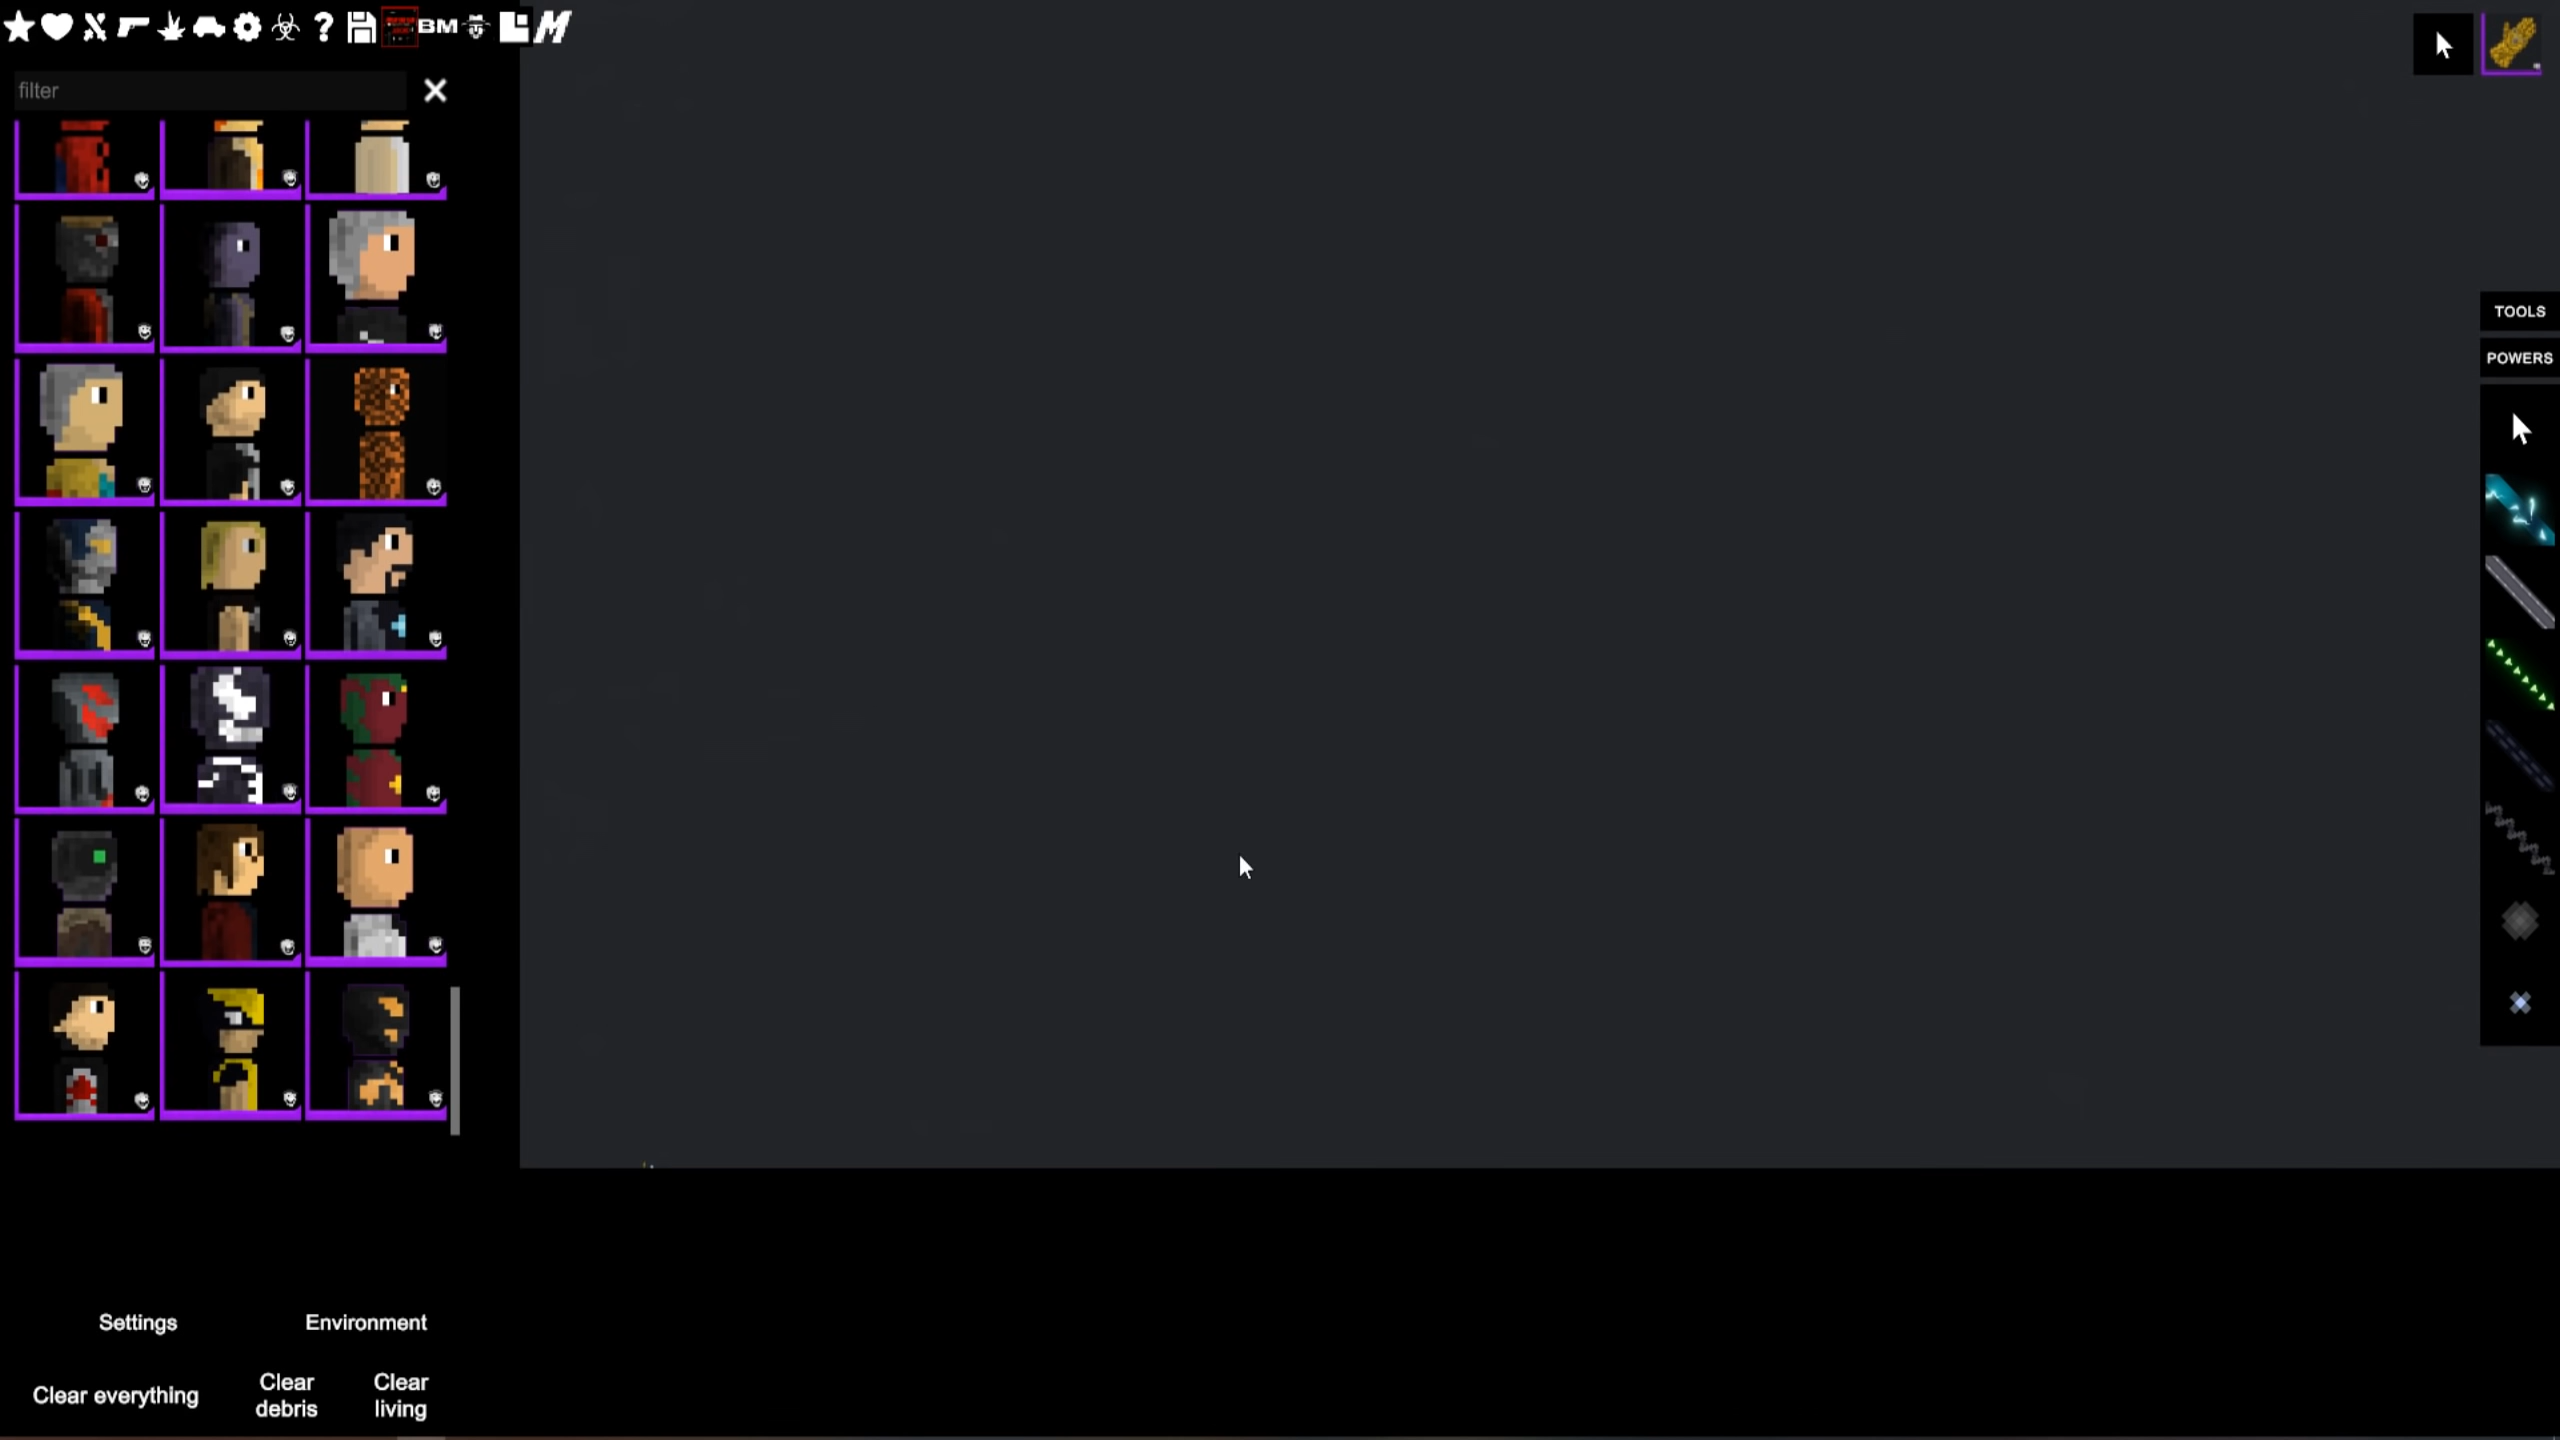 BM
M
filter
TOOLS
POWERS
Settings
Environment
Clear everything
Clear
debris
Clear
living